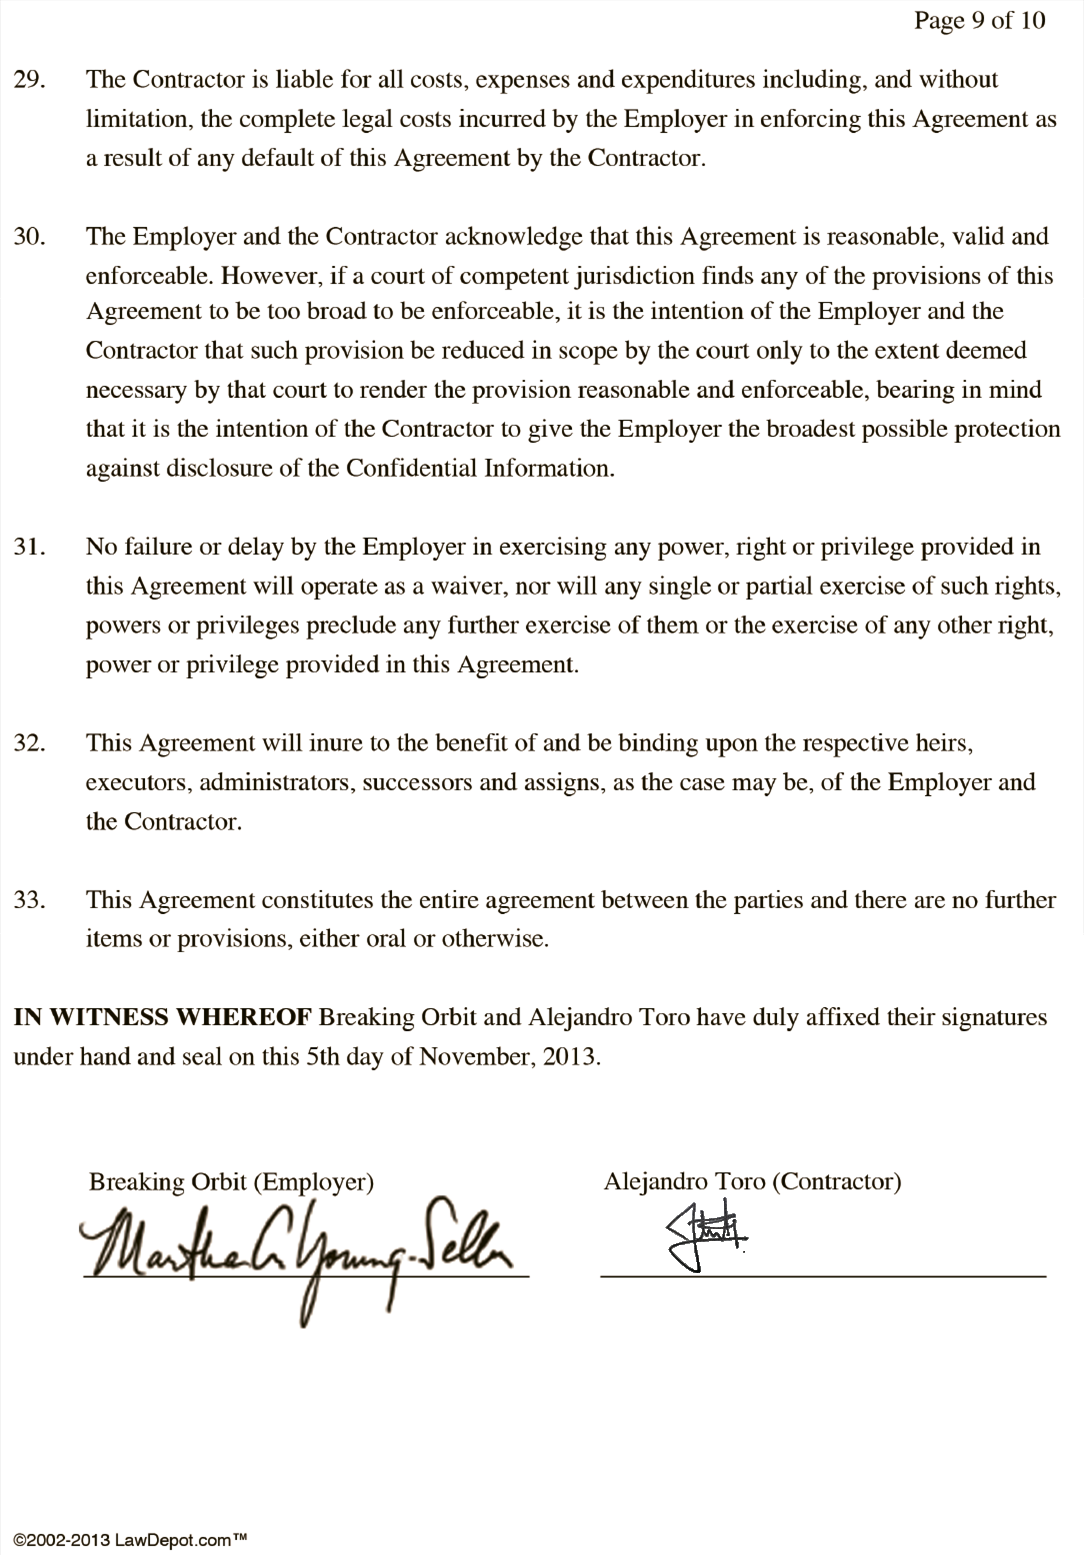 Page 9 of 10
29. The Contractor is liable for all costs, expenses and expenditures including, and without
limitation, the complete legal costs incurred by the Employer in enforcing this Agreement as
a result of any default of this Agreement by the Contractor.
30. The Employer and the Contractor acknowledge that this Agreement is reasonable, valid and
enforceable. However, if a court of competent jurisdiction finds any of the provisions of this
Agreement to be too broad to be enforceable, it is the intention of the Employer and the
Contractor that such provision be reduced in scope by the court only to the extent deemed
necessary by that court to render the provision reasonable and enforceable, bearing in mind
that it is the intention of the Contractor to give the Employer the broadest possible protection
against disclosure of the Confidential Information.
31. No failure or delay by the Employer in exercising any power, right or privilege provided in
this Agreement will operate as a waiver, nor will any single or partial exercise of such rights,
powers or privileges preclude any further exercise of them or the exercise of any other right,
power or privilege provided in this Agreement.
32. This Agreement will inure to the benefit of and be binding upon the respective heirs,
executors, administrators, successors and assigns, as the case may be, of the Employer and
the Contractor.
33. This Agreement constitutes the entire agreement between the parties and there are no further
items or provisions, either oral or otherwise.
IN WITNESS WHEREOF Breaking Orbit and Alejandro Toro have duly affixed their signatures
under hand and seal on this 5th day of November, 2013.
Breaking Orbit (Employer) Alejandro Toro (Contractor)
Martha C. Young-Selln
©2002-2013 LawDepot.com™